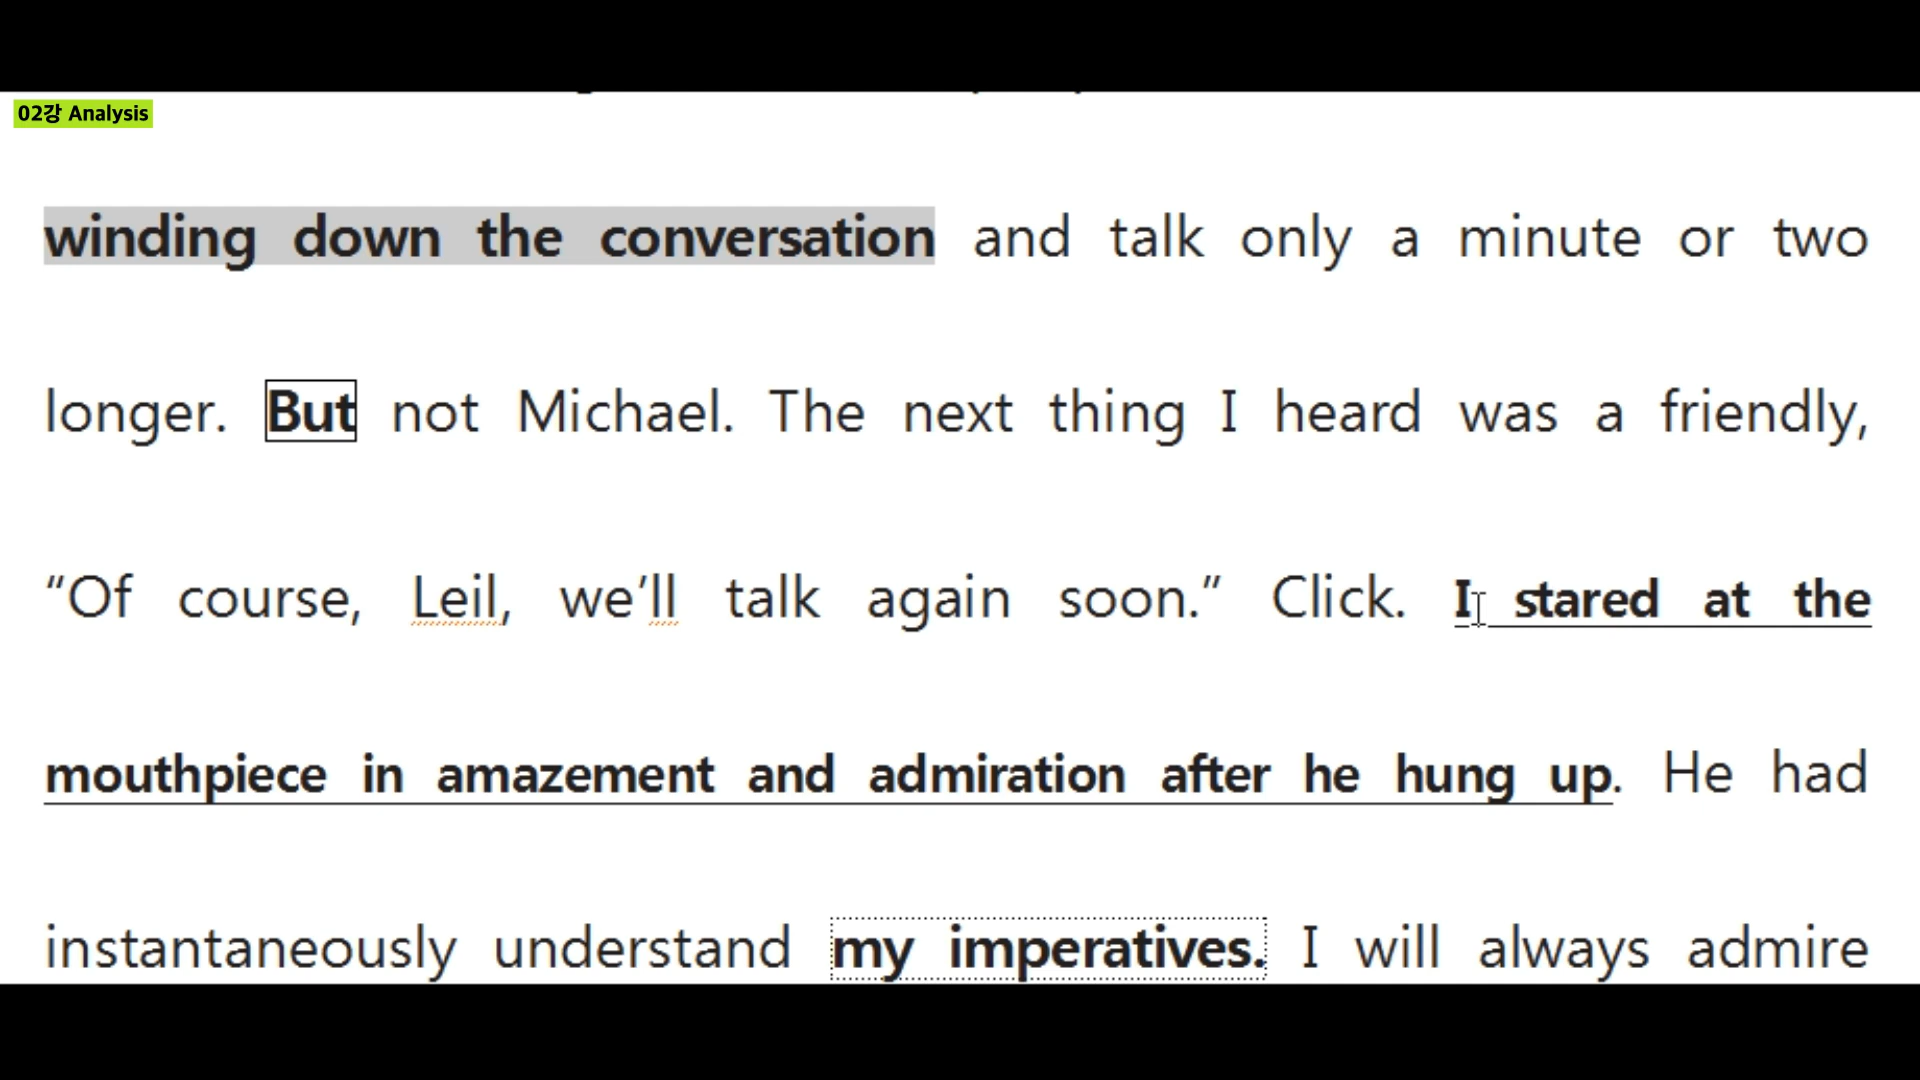 02강 Analysis
winding down the conversation and talk only a minute or two
longer. But not Michael. The next thing I heard was a friendly,
“Of course, Leil, we’ll talk again soon.” Click. I stared at the
mouthpiece in amazement and admiration after he hung up. He had
instantaneously understand my imperatives. I will always admire